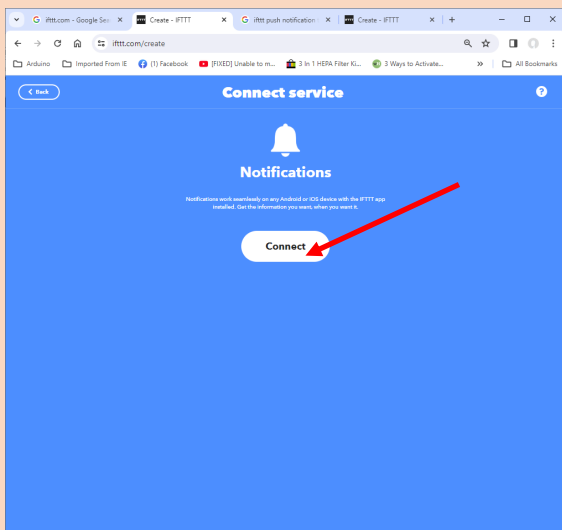 ifttt.com - Google Sea
Create - IFTTT
ifttt push notification
Create - IFTTT
ifttt.com/create
Arduino
Imported From IE
(1) Facebook
[FIXED] Unable to m...
3 In 1 HEPA Filter Ki...
3 Ways to Activate...
All Bookmarks
Back
Connect service
?
Notifications
Notifications work seamlessly on any Android or iOS device with the IFTTT app
installed. Get the information you want, when you want it.
Connect